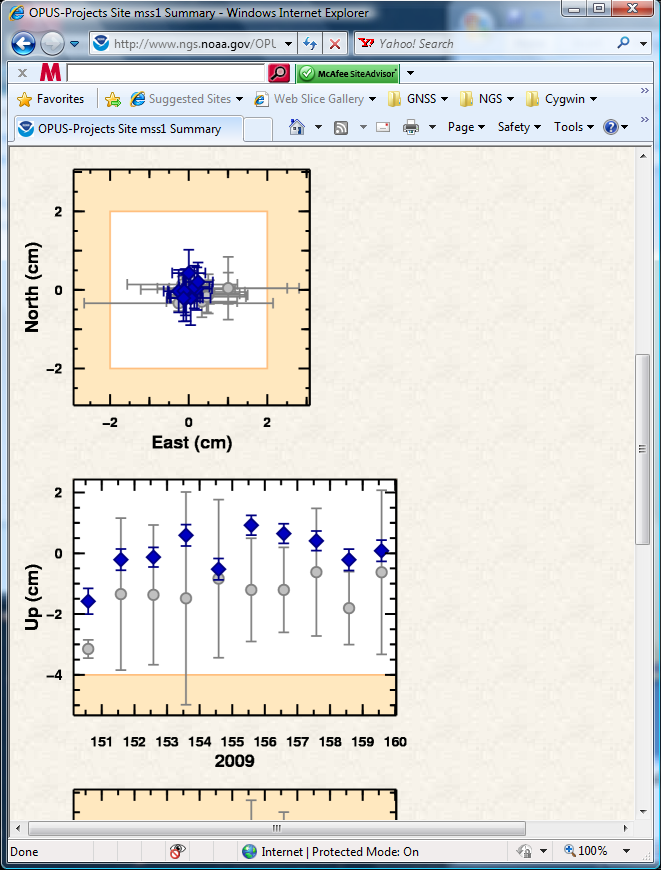 OPUS-Projects Site mss1 Summary - Windows Internet Explorer
http://www.ngs.noaa.gov/OPU Yahoo! Search
x M McAfee SiteAdvisor
Favorites Suggested Sites Web Slice Gallery GNSS NGS Cygwin »
OPUS-Projects Site mss1 Summary Page Safety Tools »
North (cm)
2
0
−2
−2 0 2
East (cm)
Up (cm)
2
0
−2
−4
151 152 153 154 155 156 157 158 159 160
2009
Done Internet | Protected Mode: On 100%